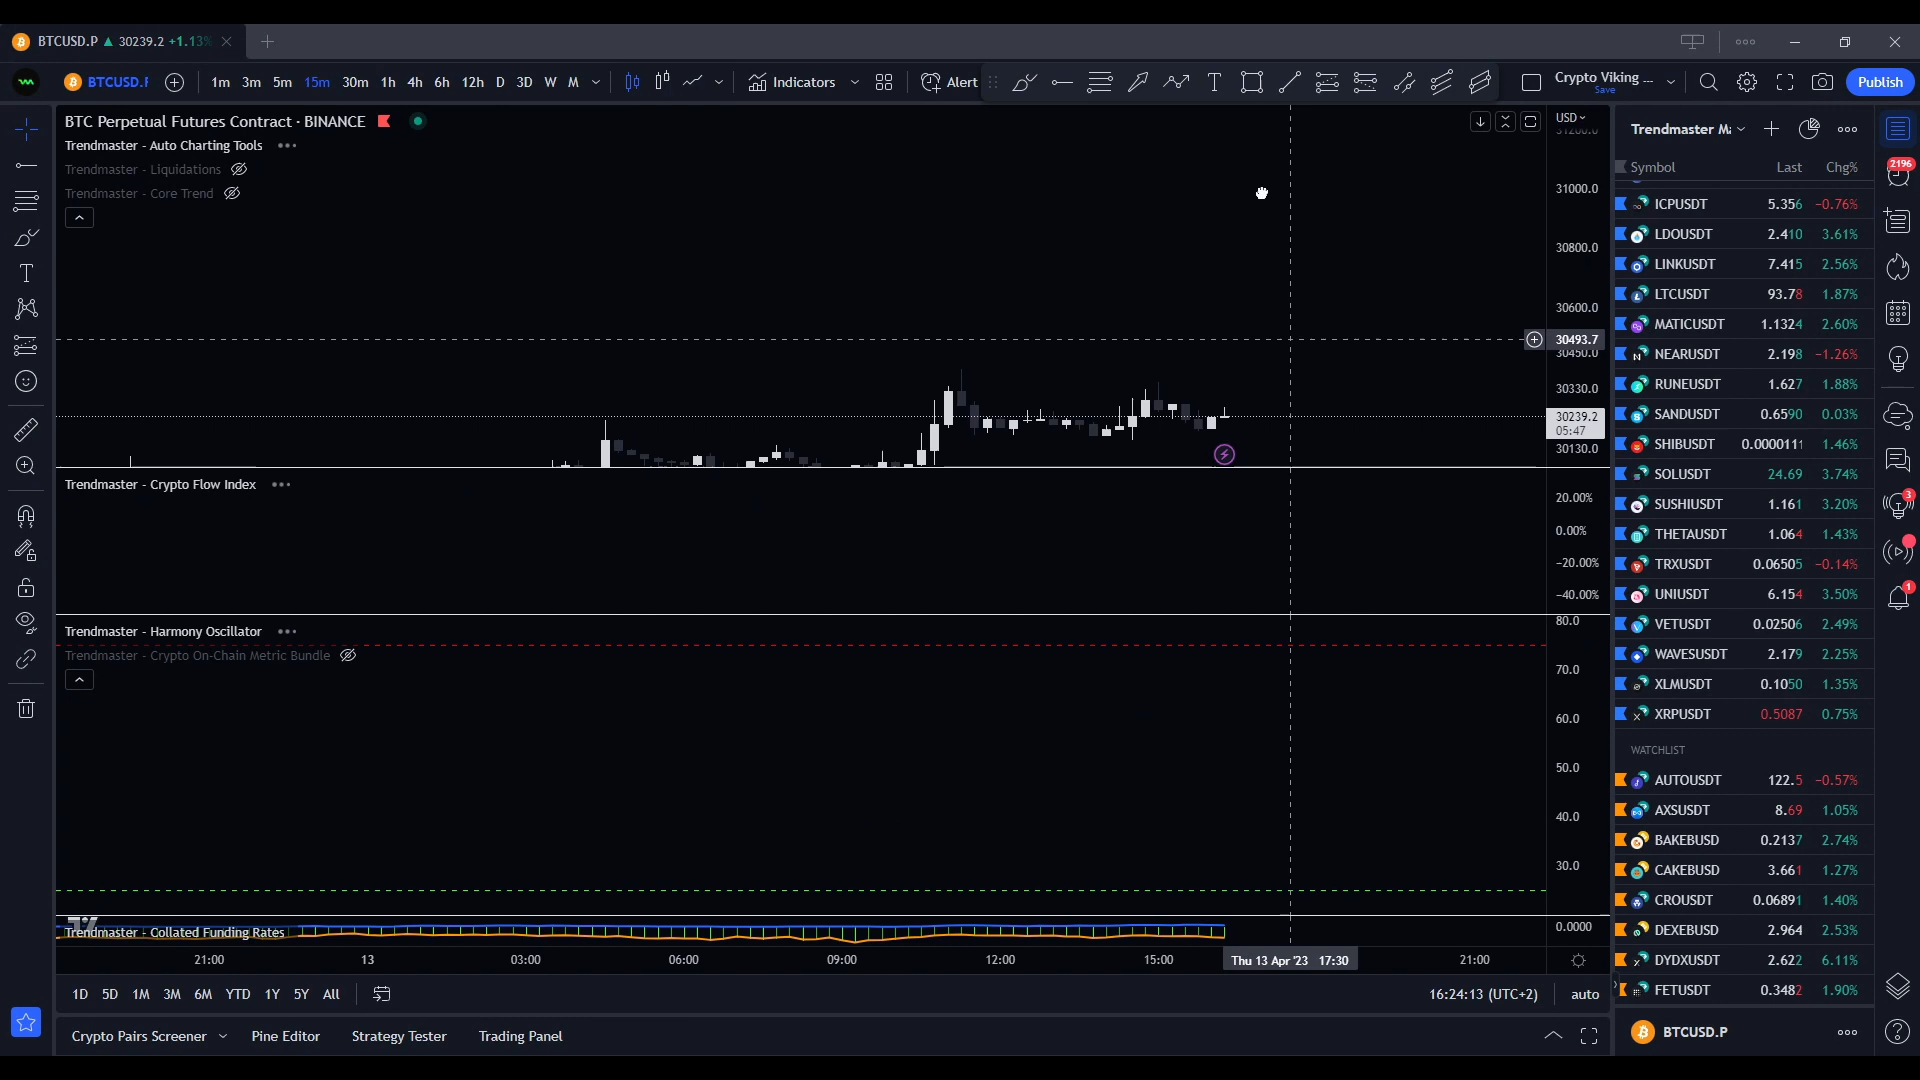 BTCUSD.P ▲ 30239.2 +1.13%
BTCUSD.P
1m 3m 5m 15m 30m 1h 4h 6h 12h D 3D W M
Indicators
Alert
Crypto Viking ...
Save
Publish
BTC Perpetual Futures Contract · BINANCE
Trendmaster - Auto Charting Tools
Trendmaster - Liquidations
Trendmaster - Core Trend
USD
31200.0
31000.0
30800.0
30600.0
30493.7
30450.0
30330.0
30239.2
05:47
30130.0
Trendmaster - Crypto Flow Index
20.00%
0.00%
−20.00%
−40.00%
Trendmaster - Harmony Oscillator
Trendmaster - Crypto On-Chain Metric Bundle
80.0
70.0
60.0
50.0
40.0
30.0
Trendmaster - Collated Funding Rates
0.0000
21:00 13 03:00 06:00 09:00 12:00 15:00 Thu 13 Apr '23 17:30 21:00
1D 5D 1M 3M 6M YTD 1Y 5Y All
16:24:13 (UTC+2) auto
Crypto Pairs Screener Pine Editor Strategy Tester Trading Panel
Symbol Last Chg%
ICPUSDT 5.356 −0.76%
LDOUSDT 2.410 3.61%
LINKUSDT 7.415 2.56%
LTCUSDT 93.78 1.87%
MATICUSDT 1.1324 2.60%
NEARUSDT 2.198 −1.26%
RUNEUSDT 1.627 1.88%
SANDUSDT 0.6590 0.03%
SHIBUSDT 0.0000111 1.46%
SOLUSDT 24.69 3.74%
SUSHIUSDT 1.161 3.20%
THETAUSDT 1.064 1.43%
TRXUSDT 0.06505 −0.14%
UNIUSDT 6.154 3.50%
VETUSDT 0.02506 2.49%
WAVESUSDT 2.179 2.25%
XLMUSDT 0.1050 1.35%
XRPUSDT 0.5087 0.75%
WATCHLIST
AUTOUSDT 122.5 −0.57%
AXSUSDT 8.69 1.05%
BAKEBUSD 0.2137 2.74%
CAKEBUSD 3.661 1.27%
CROUSDT 0.06891 1.40%
DEXEBUSD 2.964 2.53%
DYDXUSDT 2.622 6.11%
FETUSDT 0.3482 1.90%
BTCUSD.P
2196
3
1